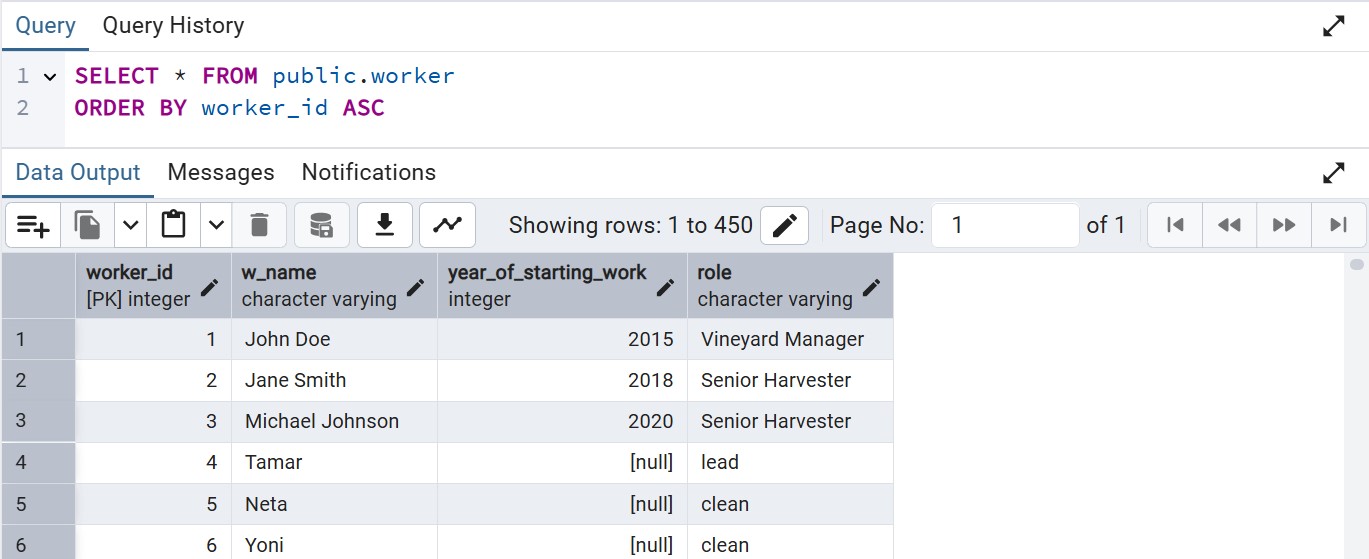 Query Query History
1 SELECT * FROM public.worker
2 ORDER BY worker_id ASC
Data Output Messages Notifications
Showing rows: 1 to 450 Page No: 1 of 1
worker_id w_name year_of_starting_work role
[PK] integer character varying integer character varying
1 1 John Doe 2015 Vineyard Manager
2 2 Jane Smith 2018 Senior Harvester
3 3 Michael Johnson 2020 Senior Harvester
4 4 Tamar [null] lead
5 5 Neta [null] clean
6 6 Yoni [null] clean